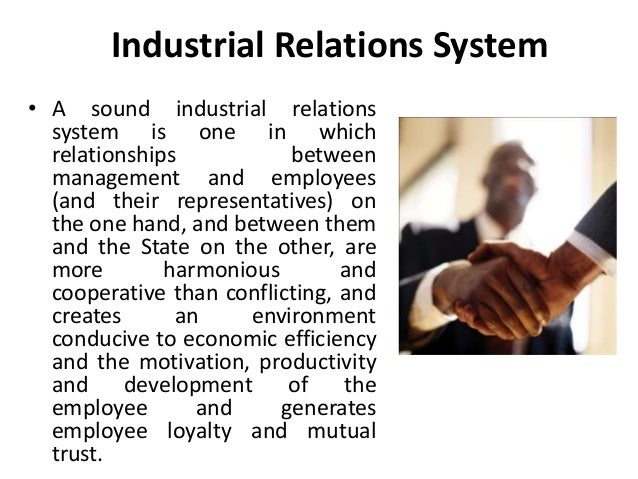 Industrial Relations System
• A sound industrial relations
system is one in which
relationships between
management and employees
(and their representatives) on
the one hand, and between them
and the State on the other, are
more harmonious and
cooperative than conflicting, and
creates an environment
conducive to economic efficiency
and the motivation, productivity
and development of the
employee and generates
employee loyalty and mutual
trust.